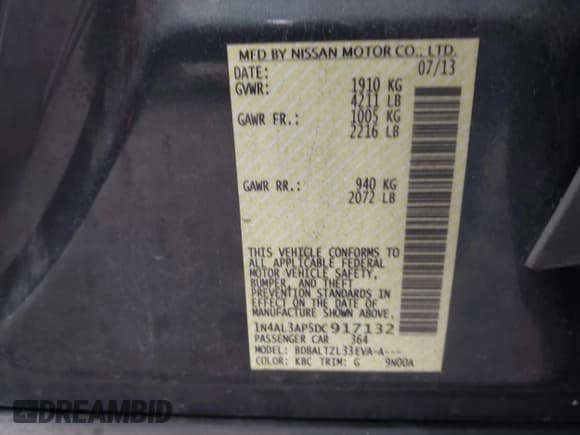 MFD BY NISSAN MOTOR CO., LTD.
DATE: 07/13
GVWR: 1910 KG
4211 LB
GAWR FR.: 1005 KG
2216 LB
GAWR RR.: 940 KG
2072 LB
THIS VEHICLE CONFORMS TO
ALL APPLICABLE FEDERAL
MOTOR VEHICLE SAFETY,
BUMPER, AND THEFT
PREVENTION STANDARDS IN
EFFECT ON THE DATE OF
MANUFACTURE SHOWN ABOVE.
1N4AL3AP5DC917132
PASSENGER CAR 364
MODEL: BDBALTZL33EVA-A---
COLOR: KBC TRIM: G 9N00A
DREAMBID